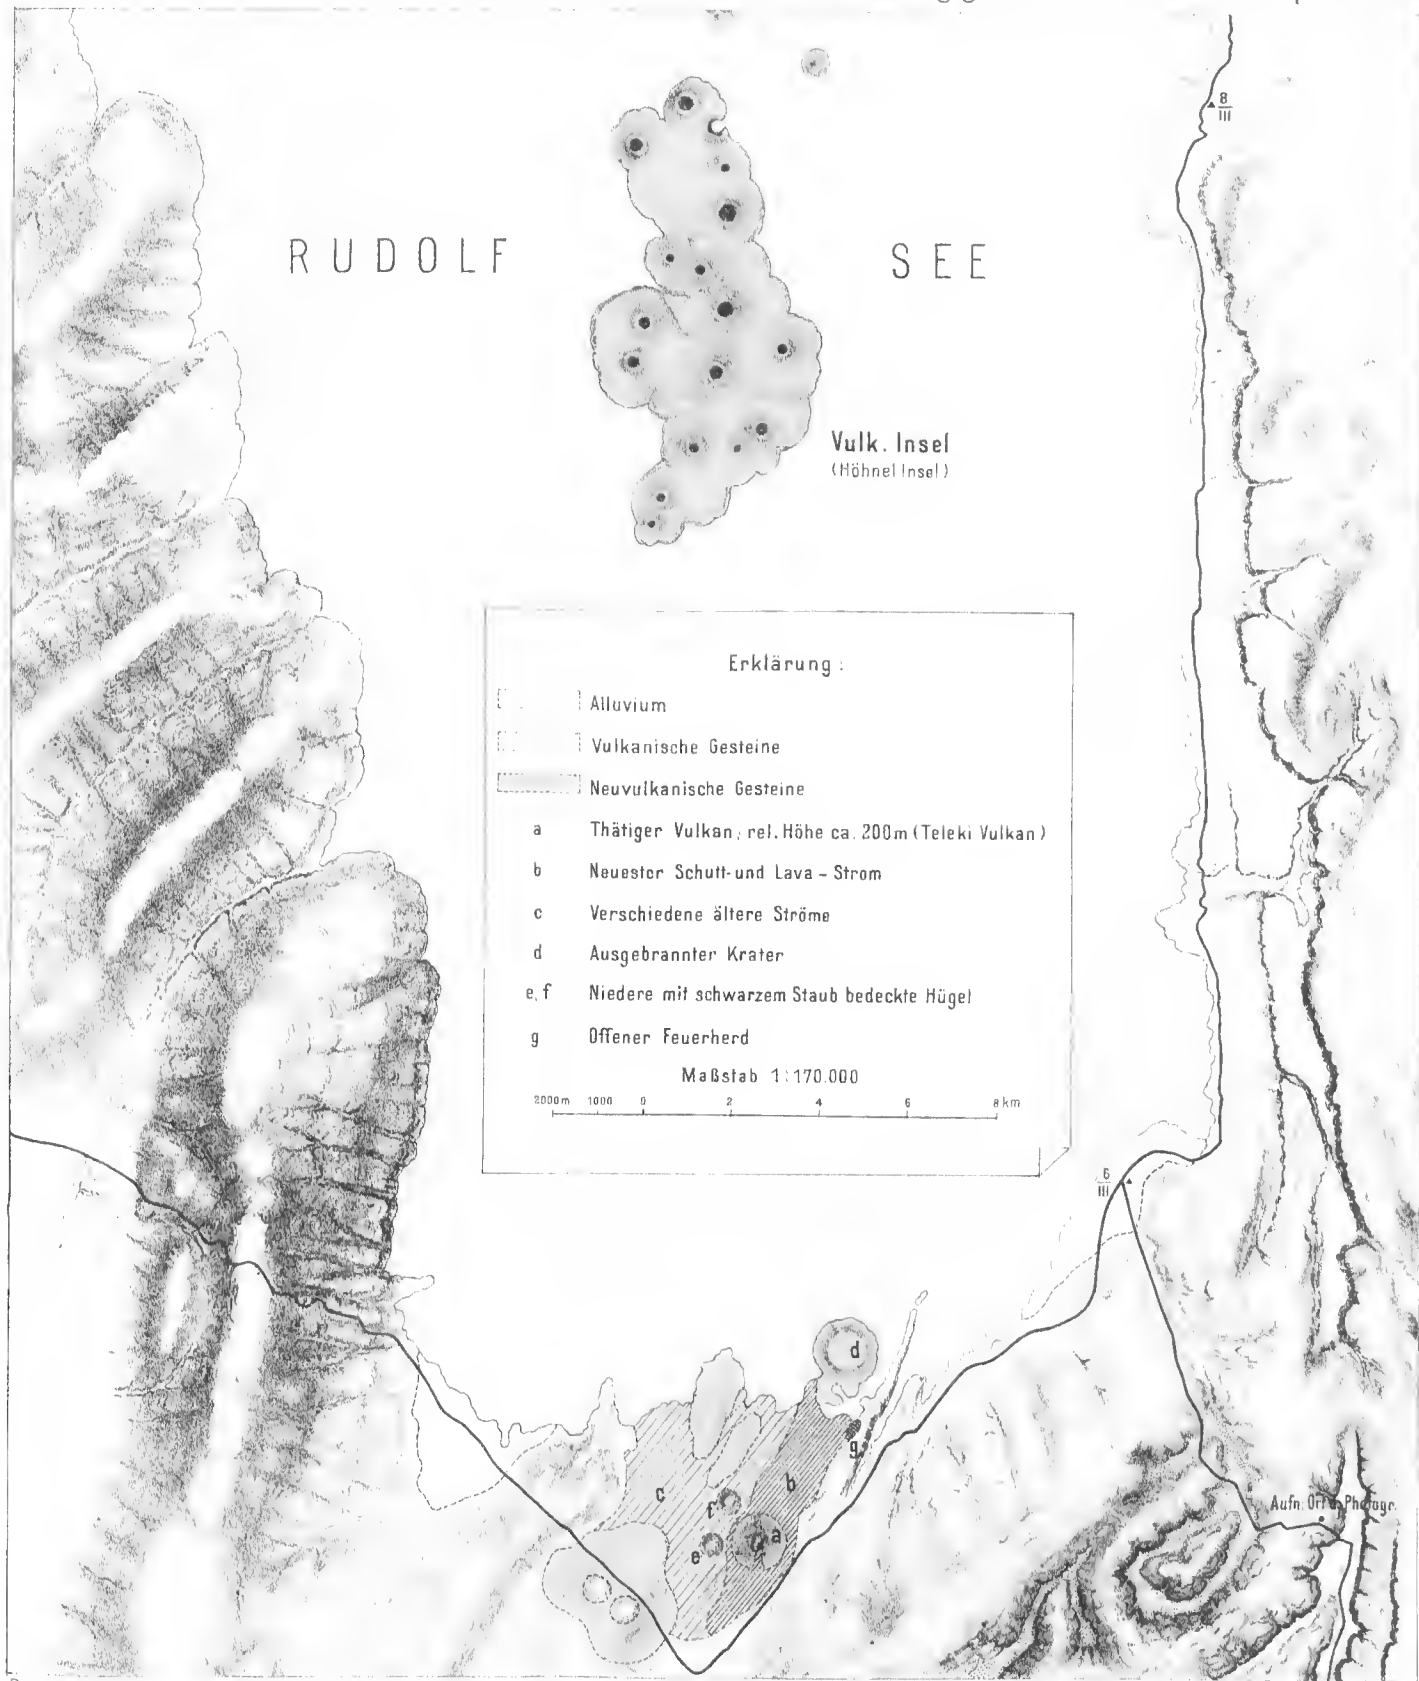 8
III
RUDOLF SEE
Vulk. Insel
(Höhnel Insel)
Erklärung:
Alluvium
Vulkanische Gesteine
Neuvulkanische Gesteine
a Thätiger Vulkan; rel. Höhe ca. 200m (Teleki Vulkan)
b Neuester Schutt- und Lava - Strom
c Verschiedene ältere Ströme
d Ausgebrannter Krater
e, f Niedere mit schwarzem Staub bedeckte Hügel
g Offener Feuerherd
Maßstab 1:170.000
2000m 1000 0 2 4 6 8 km
6
III
d
g
c
b
f
a
e
Aufn. Ort d. Photogr.